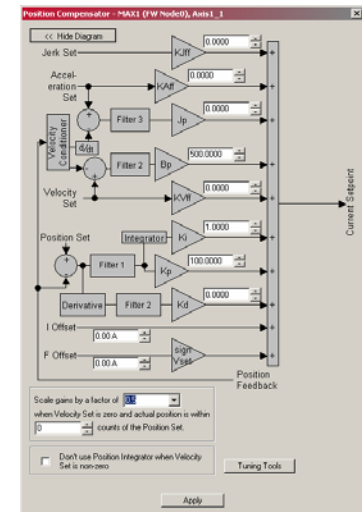 Position Compensator - MAX1 (FW Node0), Axis1_1
<< Hide Diagram
Jerk Set
KJff
0.0000
Accel-
eration
Set
KAff
0.0000
Filter 3
Jp
0.0000
Velocity
Conditioner
d/dt
Filter 2
Bp
500.0000
Velocity
Set
KVff
0.0000
Current Setpoint
Position Set
Integrator
Ki
1.0000
Filter 1
Kp
100.0000
Derivative
Filter 2
Kd
0.0000
I Offset
0.00 A
F Offset
0.00 A
sign
Vset
Position
Feedback
Scale gains by a factor of 0.5
when Velocity Set is zero and actual position is within
0 counts of the Position Set.
Don't use Position Integrator when Velocity
Set is non-zero
Tuning Tools
Apply